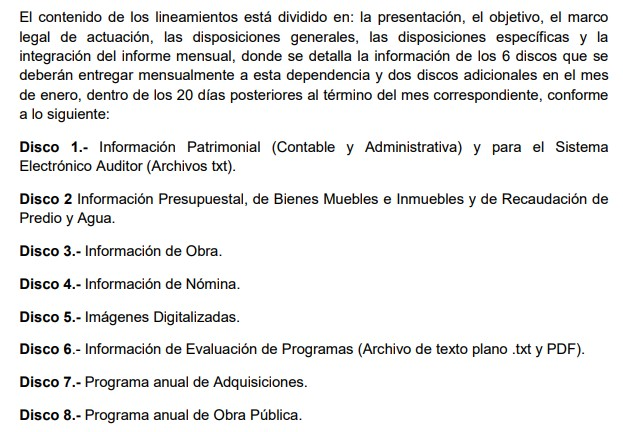 El contenido de los lineamientos está dividido en: la presentación, el objetivo, el marco
legal de actuación, las disposiciones generales, las disposiciones específicas y la
integración del informe mensual, donde se detalla la información de los 6 discos que se
deberán entregar mensualmente a esta dependencia y dos discos adicionales en el mes
de enero, dentro de los 20 días posteriores al término del mes correspondiente, conforme
a lo siguiente:
Disco 1.- Información Patrimonial (Contable y Administrativa) y para el Sistema
Electrónico Auditor (Archivos txt).
Disco 2 Información Presupuestal, de Bienes Muebles e Inmuebles y de Recaudación de
Predio y Agua.
Disco 3.- Información de Obra.
Disco 4.- Información de Nómina.
Disco 5.- Imágenes Digitalizadas.
Disco 6.- Información de Evaluación de Programas (Archivo de texto plano .txt y PDF).
Disco 7.- Programa anual de Adquisiciones.
Disco 8.- Programa anual de Obra Pública.